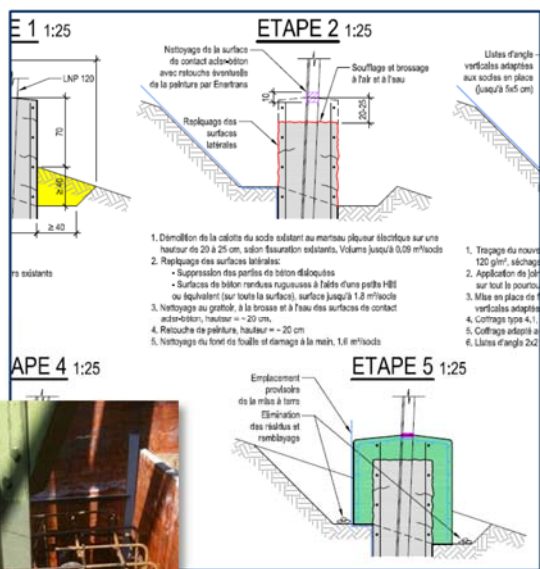 E 1 1:25
LNP 120
70
≥ 40
≥ 40
rs existants
ETAPE 2 1:25
Nettoyage de la surface
de contact acier-béton
avec retouche éventuelle
de la peinture par Enertrans
Soufflage et brossage
à l'air et à l'eau
10
20-25
Repiquage des
surfaces
latérales
1. Démolition de la calotte du socle existant au marteau piqueur électrique sur une
hauteur de 20 à 25 cm, selon fissuration existants. Volume jusqu'à 0.09 m³/socle
2. Repiquage des surfaces latérales:
- Suppression des parties de béton disloquées
- Surfaces de béton rendues rugueuses à l'aide d'une petite Hilti
ou équivalent (sur toute la surface), surface jusqu'à 1.8 m²/socle
3. Nettoyage au grattoir, à la brosse et à l'eau des surfaces de contact
acier-béton, hauteur = ~ 20 cm.
4. Retouche de peinture, hauteur = ~ 20 cm
5. Nettoyage du fond de fouille et damage à la main, 1.6 m²/socle
Listes d'angle
verticales adaptées
aux socles en place
(jusqu'à 5x5 cm)
1. Traçage du nouve
120 g/m², séchage
2. Application de join
sur tout le pourtou
3. Mise en place de f
verticales adaptée
4. Coffrage type 4.1,
5. Coffrage adapté a
6. Listes d'angle 2x2
APE 4 1:25
ETAPE 5 1:25
Emplacement
provisoire
de la mise à terre
Elimination
des résidus et
remblayage